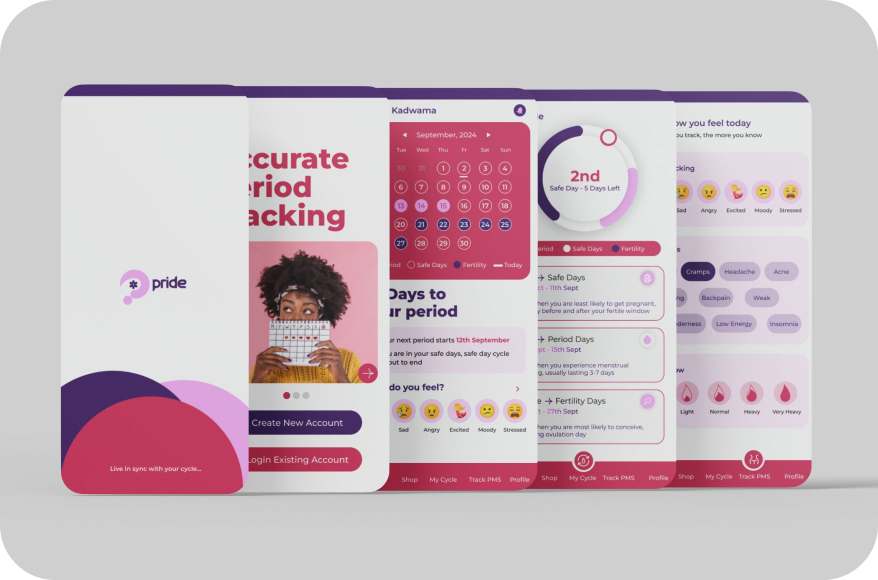 pride
Live in sync with your cycle...
ccurate
eriod
acking
Create New Account
Login Existing Account
Kadwama
September, 2024
Tue Wed Thu Fr Sat Sun
30 31 1 2 3 4
6 7 8 9 10 11
13 14 15 16 17 18
20 21 22 23 24 25
27 28 29 30
riod Safe Days Fertility Today
Days to
ur period
ur next period starts 12th September
u are in your safe days, safe day cycle
out to end
do you feel?
Sad Angry Excited Moody Stressed
Shop My Cycle Track PMS Profile
le
2nd
Safe Day - 5 Days Left
eriod Safe Days Fertility
→ Safe Days
ct - 11th Sept
hen you are least likely to get pregnant,
y before and after your fertile window
→ Period Days
ept - 15th Sept
hen you experience menstrual
ng, usually lasting 3-7 days
e → Fertility Days
t - 27th Sept
hen you are most likely to conceive,
ng ovulation day
Shop My Cycle Track PMS Profile
ow you feel today
ou track, the more you know
cking
Sad Angry Excited Moody Stressed
s
Cramps Headache Acne
ng Backpain Weak
derness Low Energy Insomnia
ow
Light Normal Heavy Very Heavy
Shop My Cycle Track PMS Profile